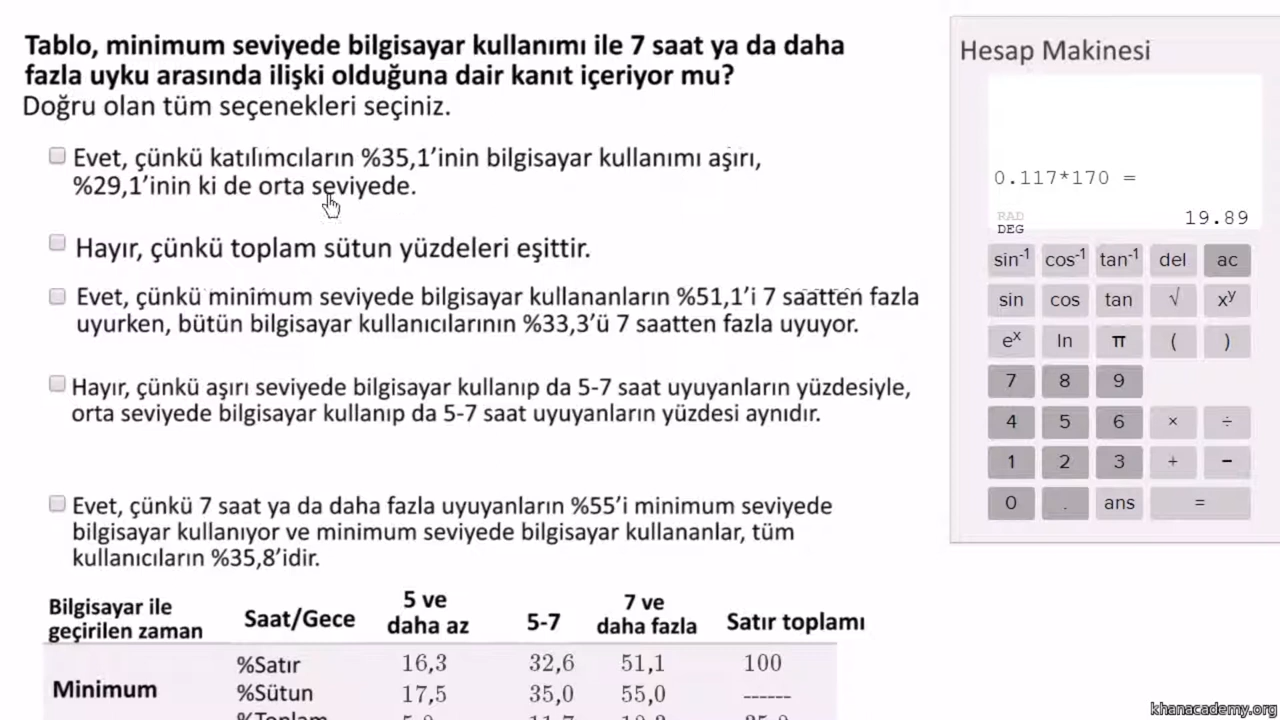 Tablo, minimum seviyede bilgisayar kullanımı ile 7 saat ya da daha
fazla uyku arasında ilişki olduğuna dair kanıt içeriyor mu?
Doğru olan tüm seçenekleri seçiniz.
Evet, çünkü katılımcıların %35,1'inin bilgisayar kullanımı aşırı,
%29,1'inin ki de orta seviyede.
Hayır, çünkü toplam sütun yüzdeleri eşittir.
Evet, çünkü minimum seviyede bilgisayar kullananların %51,1'i 7 saatten fazla
uyurken, bütün bilgisayar kullanıcılarının %33,3'ü 7 saatten fazla uyuyor.
Hayır, çünkü aşırı seviyede bilgisayar kullanıp da 5-7 saat uyuyanların yüzdesiyle,
orta seviyede bilgisayar kullanıp da 5-7 saat uyuyanların yüzdesi aynıdır.
Evet, çünkü 7 saat ya da daha fazla uyuyanların %55'i minimum seviyede
bilgisayar kullanıyor ve minimum seviyede bilgisayar kullananlar, tüm
kullanıcıların %35,8'idir.
Bilgisayar ile
geçirilen zaman
Saat/Gece
5 ve
daha az
5-7
7 ve
daha fazla
Satır toplamı
Minimum
%Satır 16,3 32,6 51,1 100
%Sütun 17,5 35,0 55,0 ------
%Toplam
Hesap Makinesi
0.117*170 =
RAD
DEG
19.89
sin-1 cos-1 tan-1 del ac
sin cos tan √ xʸ
eˣ ln π ( )
7 8 9
4 5 6 × ÷
1 2 3 + −
0 . ans =
khanacademy.org